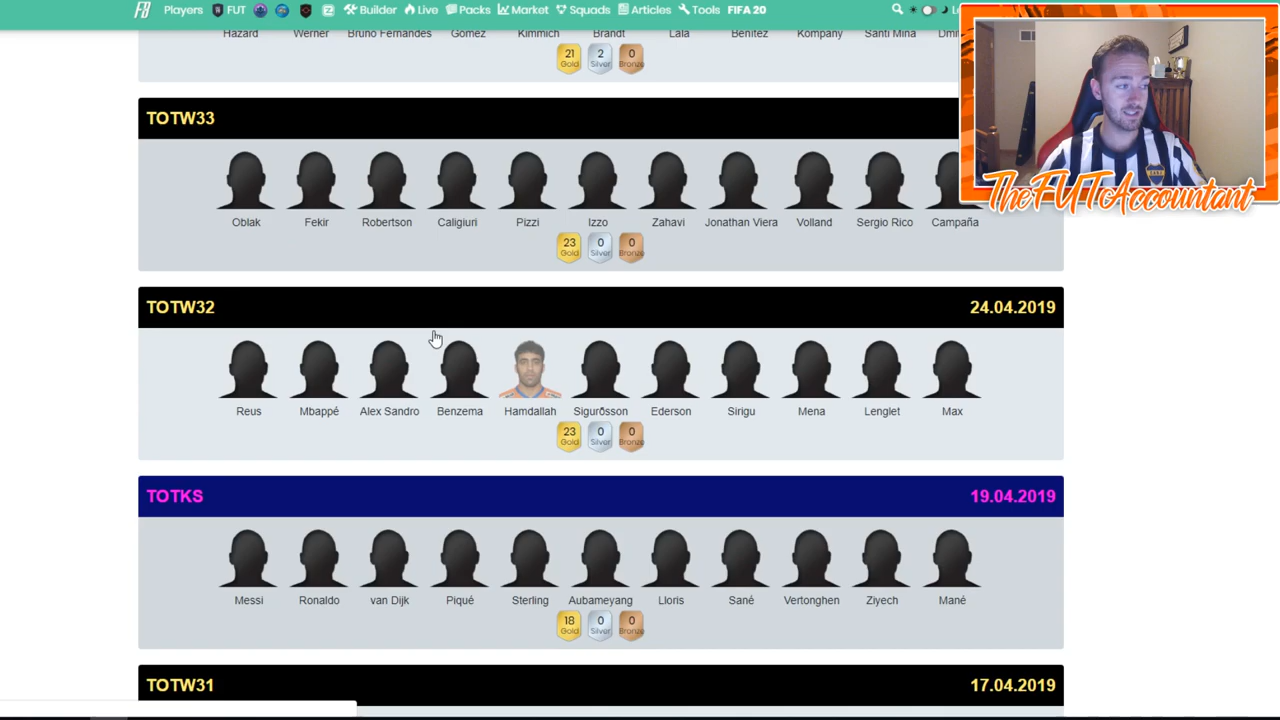 FB Players FUT Builder Live Packs Market Squads Articles Tools FIFA 20
Hazard Werner Bruno Fernandes Gomez Kimmich Brandt Lala Benitez Kompany Santi Mina
21 Gold 2 Silver 0 Bronze
TOTW33
Oblak Fekir Robertson Caligiuri Pizzi Izzo Zahavi Jonathan Viera Volland Sergio Rico Campaña
23 Gold 0 Silver 0 Bronze
TheFUTAccountant
TOTW32 24.04.2019
Reus Mbappé Alex Sandro Benzema Hamdallah Sigurðsson Ederson Sirigu Mena Lenglet Max
23 Gold 0 Silver 0 Bronze
TOTKS 19.04.2019
Messi Ronaldo van Dijk Piqué Sterling Aubameyang Lloris Sané Vertonghen Ziyech Mané
18 Gold 0 Silver 0 Bronze
TOTW31 17.04.2019